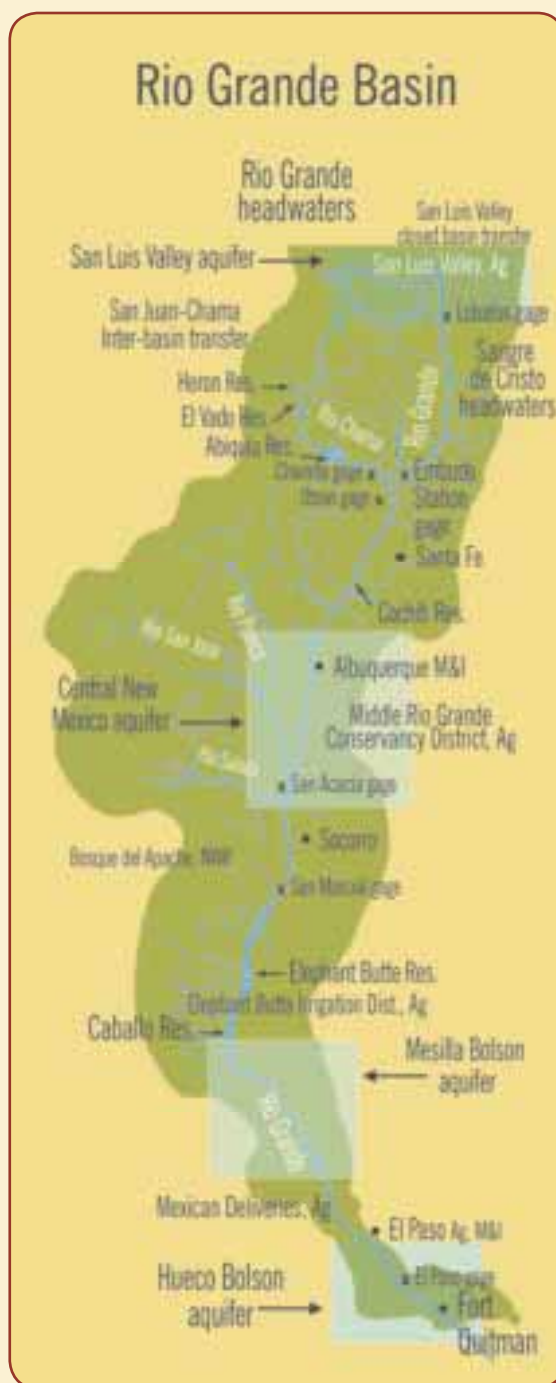 Rio Grande Basin
Rio Grande
headwaters
San Luis Valley
closed basin transfer
San Luis Valley aquifer
San Luis Valley, Ag
San Juan-Chama
Inter-basin transfer
Lobatos gage
Sangre
de Cristo
headwaters
Heron Res.
El Vado Res.
Abiquiu Res.
Rio Chama
Rio Grande
Chamita gage
Otowi gage
Embudo
Station
Santa Fe
Cochiti Res.
Rio Puerco
Rio San Jose
Albuquerque M&I
Central New
Mexico aquifer
Middle Rio Grande
Conservancy District, Ag
Rio Salado
San Acacia gage
Socorro
Bosque del Apache, NWR
San Marcial gage
Elephant Butte Res.
Elephant Butte Irrigation Dist., Ag
Caballo Res.
Mesilla Bolson
aquifer
Rio Grande
Mexican Deliveries, Ag
El Paso Ag, M&I
Hueco Bolson
aquifer
El Paso gage
Fort
Quitman